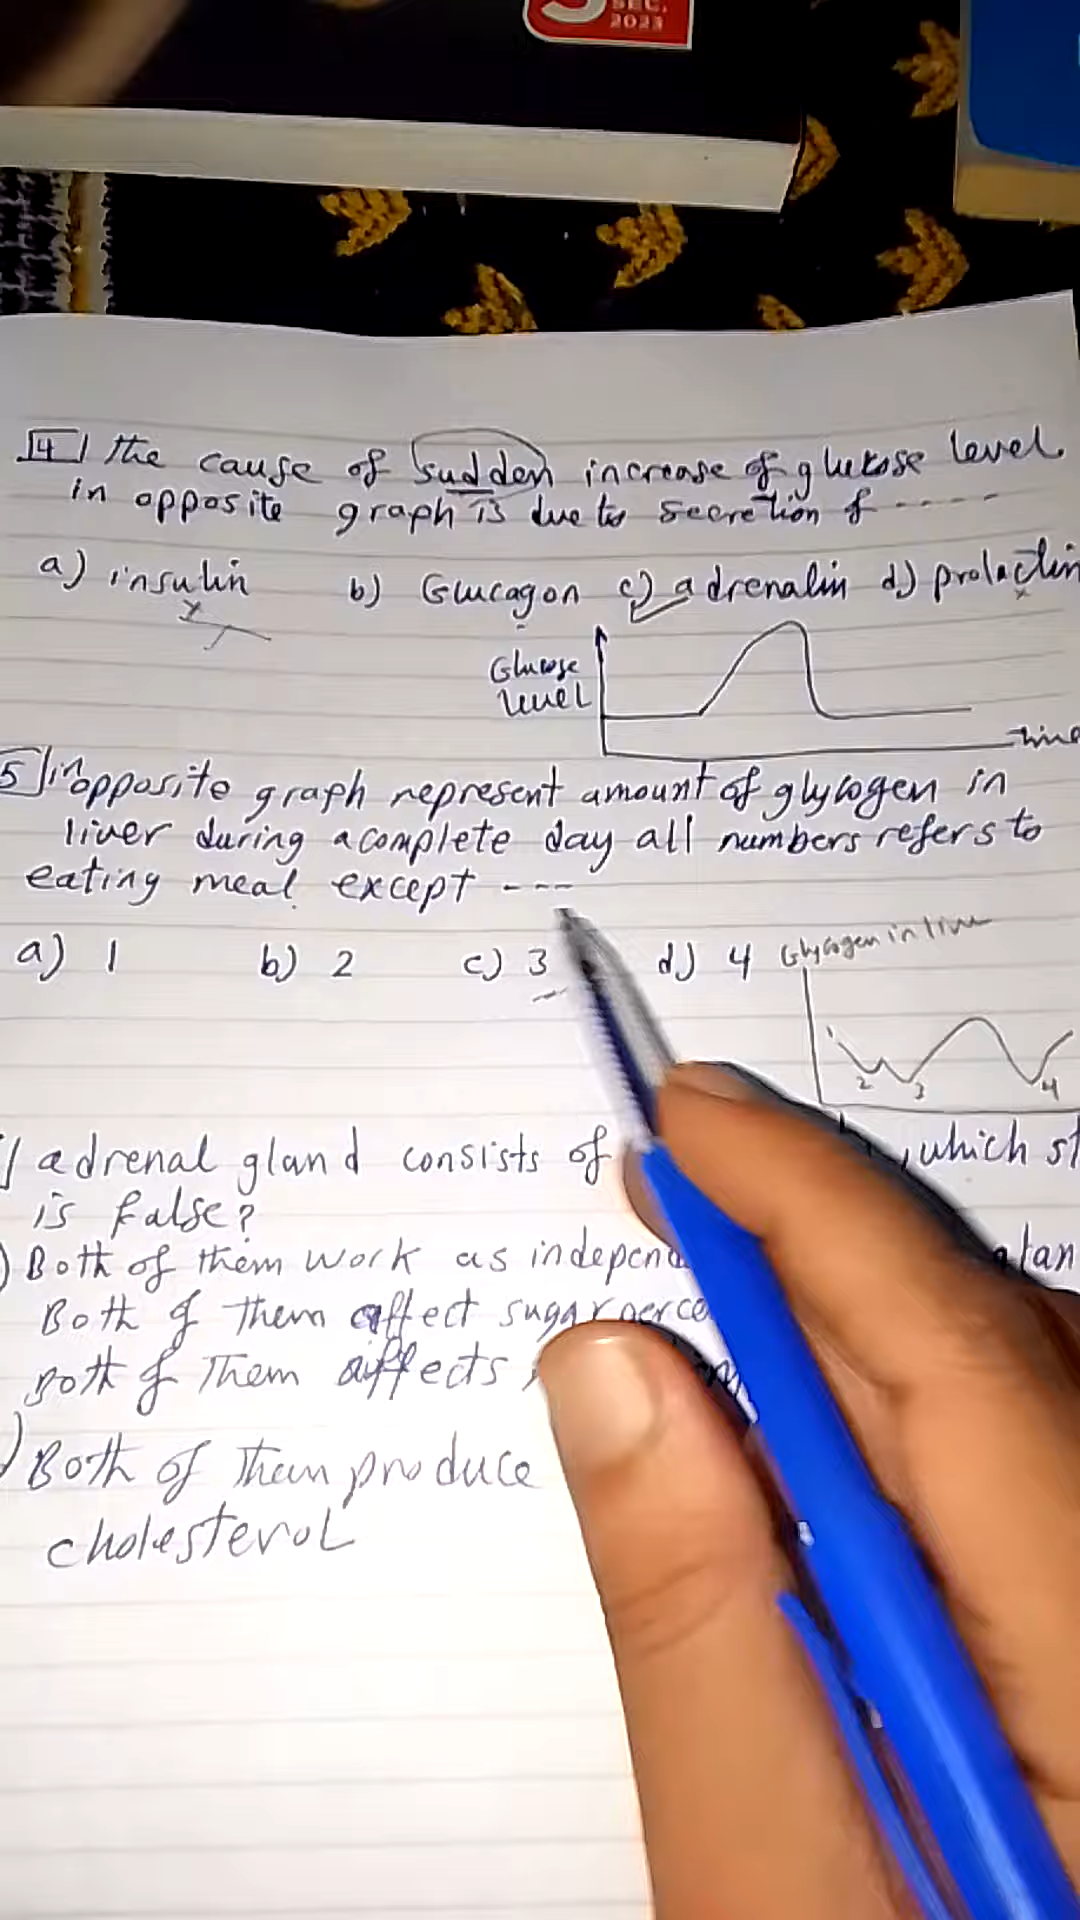 SEC.
2023
4 the cause of sudden increase of glukose level
in opposite graph is due to secretion of -----
a) insulin b) Glucagon c) adrenalin d) prolactin
Glucose
level
time
5 in opposite graph represent amount of glycogen in
liver during a complete day all numbers refers to
eating meal except ---
a) 1 b) 2 c) 3 d) 4
Glycogen in liver
2 3 4
adrenal gland consists of , which
is false?
Both of them work as
Both of them affect sugar
Both of them affects
Both of them produce
cholesterol